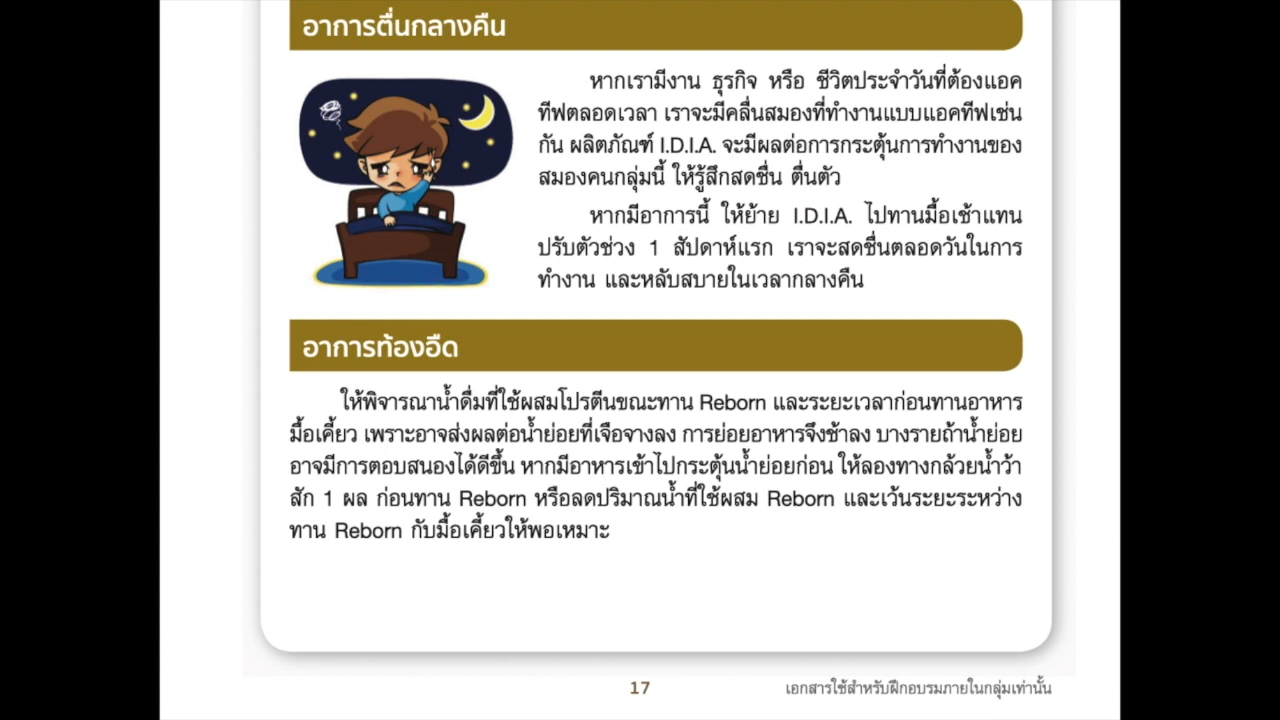 อาการตื่นกลางคืน
หากเรามีงาน ธุรกิจ หรือ ชีวิตประจำวันที่ต้องแอค
ทีฟตลอดเวลา เราจะมีคลื่นสมองที่ทำงานแบบแอคทีฟเช่น
กัน ผลิตภัณฑ์ I.D.I.A. จะมีผลต่อการกระตุ้นการทำงานของ
สมองคนกลุ่มนี้ ให้รู้สึกสดชื่น ตื่นตัว
หากมีอาการนี้ ให้ย้าย I.D.I.A. ไปทานมื้อเช้าแทน
ปรับตัวช่วง 1 สัปดาห์แรก เราจะสดชื่นตลอดวันในการ
ทำงาน และหลับสบายในเวลากลางคืน
อาการท้องอืด
ให้พิจารณาน้ำดื่มที่ใช้ผสมโปรตีนขณะทาน Reborn และระยะเวลาก่อนทานอาหาร
มื้อเคี้ยว เพราะอาจส่งผลต่อน้ำย่อยที่เจือจางลง การย่อยอาหารจึงช้าลง บางรายถ้าน้ำย่อย
อาจมีการตอบสนองได้ดีขึ้น หากมีอาหารเข้าไปกระตุ้นน้ำย่อยก่อน ให้ลองทางกล้วยน้ำว้า
สัก 1 ผล ก่อนทาน Reborn หรือลดปริมาณน้ำที่ใช้ผสม Reborn และเว้นระยะระหว่าง
ทาน Reborn กับมื้อเคี้ยวให้พอเหมาะ
17
เอกสารใช้สำหรับฝึกอบรมภายในกลุ่มเท่านั้น